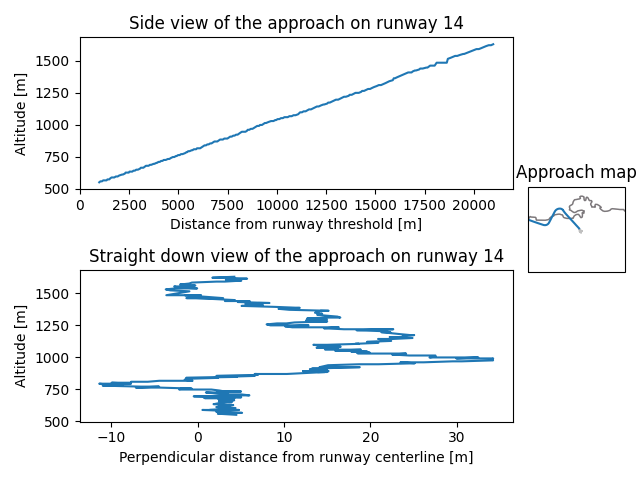 Side view of the approach on runway 14
1500
1250
1000
750
500
Altitude [m]
0 2500 5000 7500 10000 12500 15000 17500 20000
Distance from runway threshold [m]
Approach map
Straight down view of the approach on runway 14
1500
1250
1000
750
500
Altitude [m]
−10 0 10 20 30
Perpendicular distance from runway centerline [m]